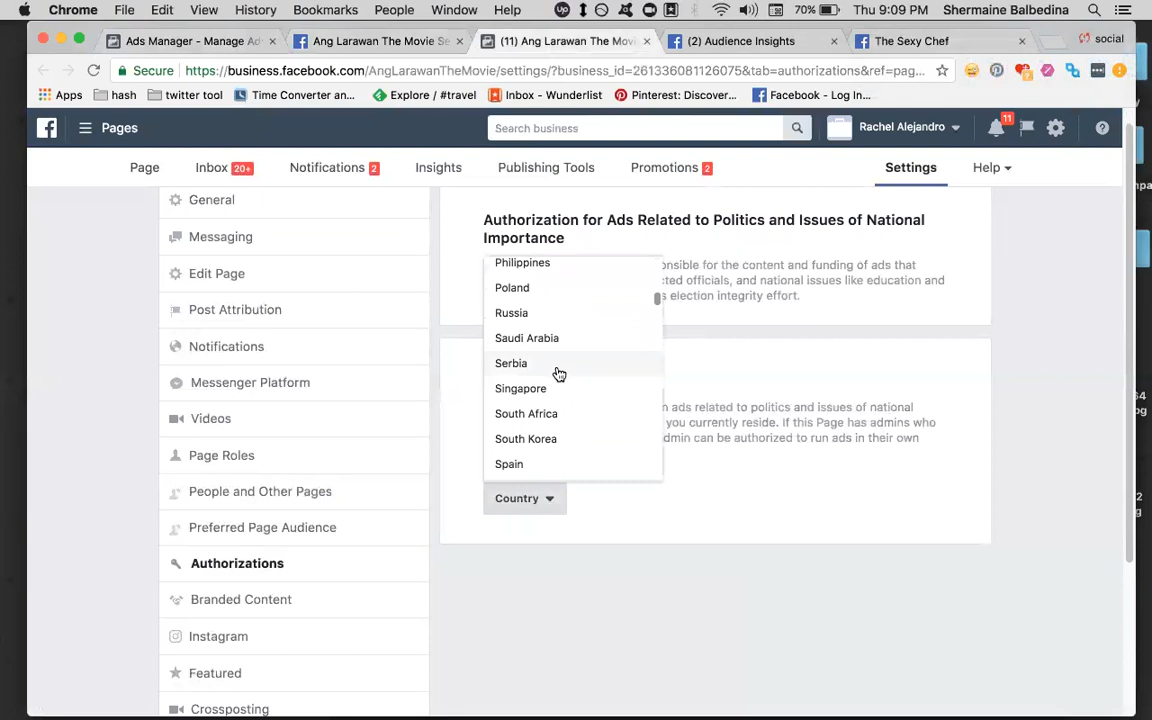 Chrome File Edit View History Bookmarks People Window Help 70% Thu 9:09 PM Shermaine Balbedina
Ads Manager - Manage Ad
Ang Larawan The Movie Se
(11) Ang Larawan The Movie
(2) Audience Insights
The Sexy Chef
social
Secure https://business.facebook.com/AngLarawanTheMovie/settings/?business_id=261336081126075&tab=authorizations&ref=pag...
Apps hash twitter tool Time Converter an... Explore / #travel Inbox - Wunderlist Pinterest: Discover... Facebook - Log In...
Pages
Search business
Rachel Alejandro
11
Page
Inbox 20+
Notifications 2
Insights
Publishing Tools
Promotions 2
Settings
Help
General
Messaging
Edit Page
Post Attribution
Notifications
Messenger Platform
Videos
Page Roles
People and Other Pages
Preferred Page Audience
Authorizations
Branded Content
Instagram
Featured
Crossposting
Authorization for Ads Related to Politics and Issues of National
Importance
onsible for the content and funding of ads that
cted officials, and national issues like education and
s election integrity effort.
Philippines
Poland
Russia
Saudi Arabia
Serbia
Singapore
South Africa
South Korea
Spain
n ads related to politics and issues of national
you currently reside. If this Page has admins who
dmin can be authorized to run ads in their own
Country